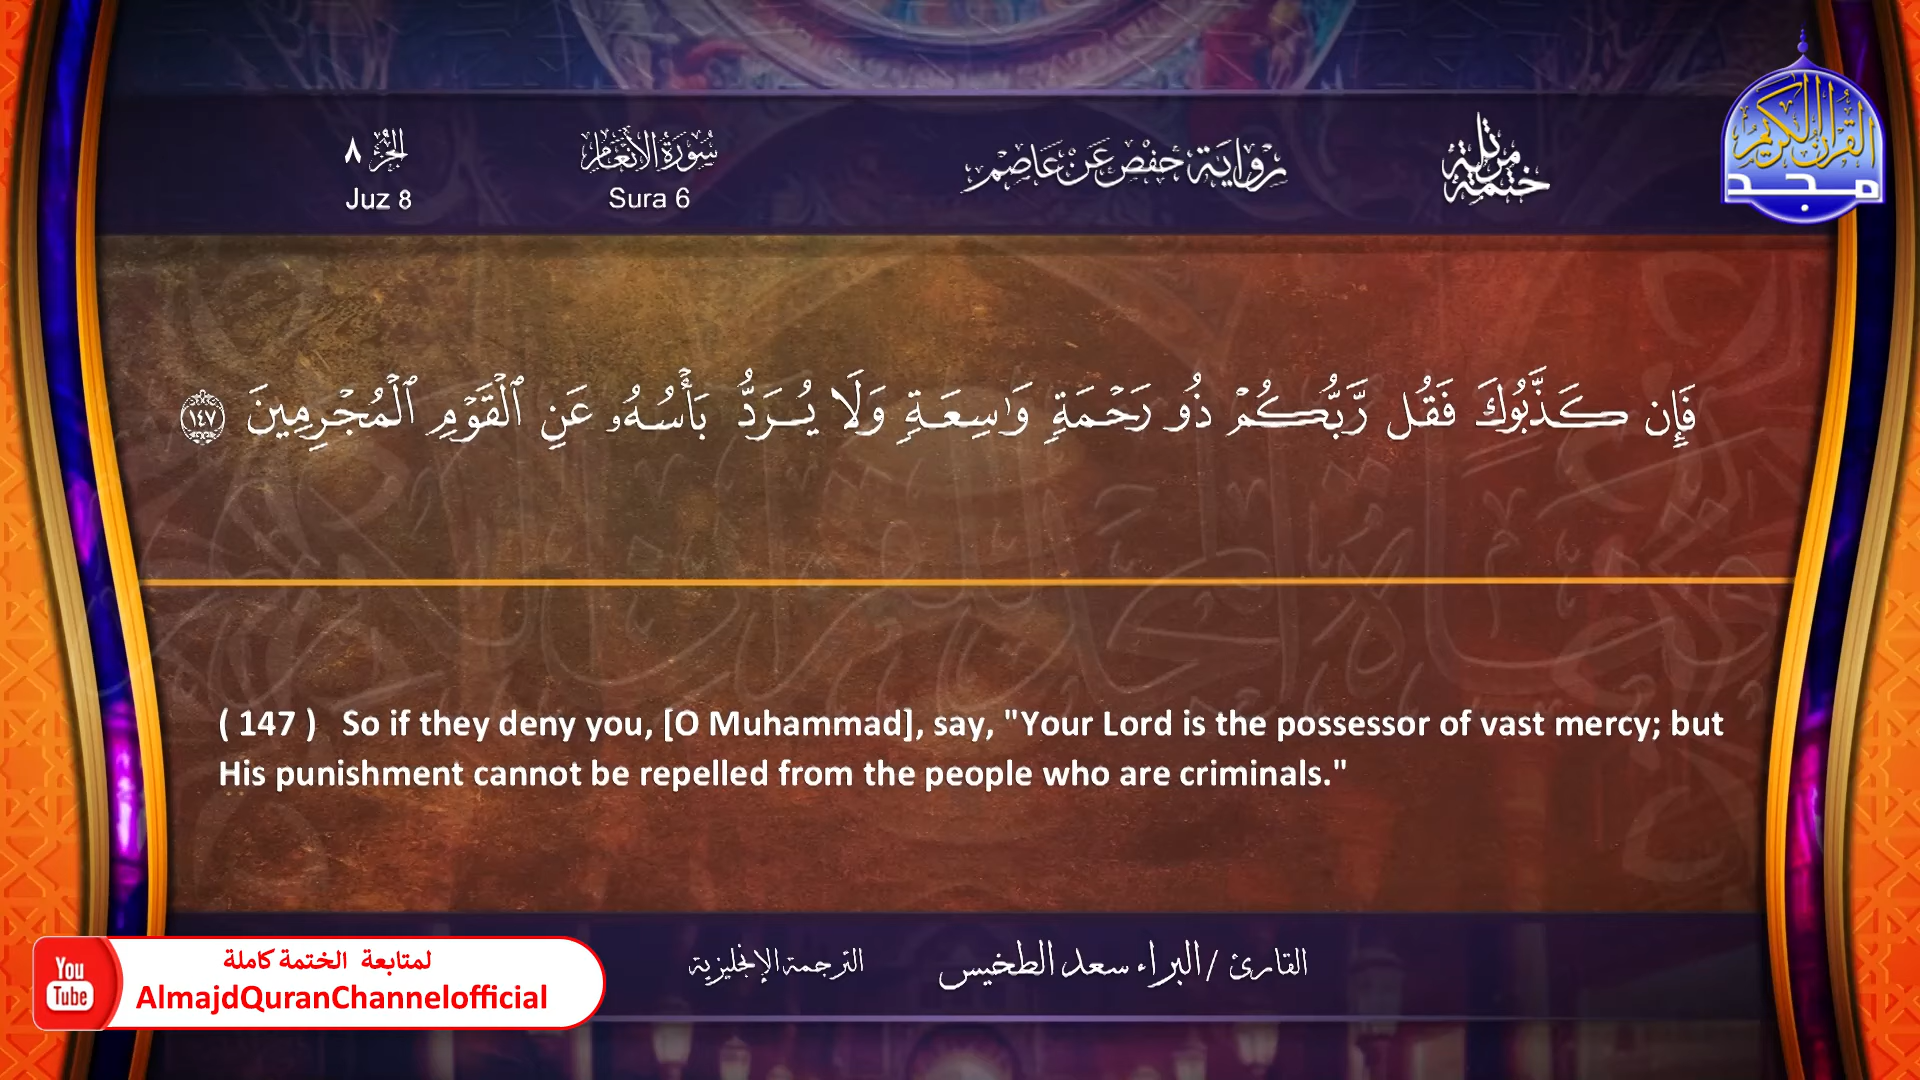 ختمة مرتلة
رواية حفص عن عاصم
سُورَةُ الأَنْعَامِ
Sura 6
الجزء ٨
Juz 8
القرآن الكريم
مجد
فَإِن كَذَّبُوكَ فَقُل رَّبُّكُمْ ذُو رَحْمَةٍ وَٰسِعَةٍ وَلَا يُرَدُّ بَأْسُهُۥ عَنِ ٱلْقَوْمِ ٱلْمُجْرِمِينَ ١٤٧
( 147 ) So if they deny you, [O Muhammad], say, "Your Lord is the possessor of vast mercy; but
His punishment cannot be repelled from the people who are criminals."
القارئ / البراء سعد الطخيس
الترجمة الإنجليزية
You
Tube
لمتابعة الختمة كاملة
AlmajdQuranChannelofficial